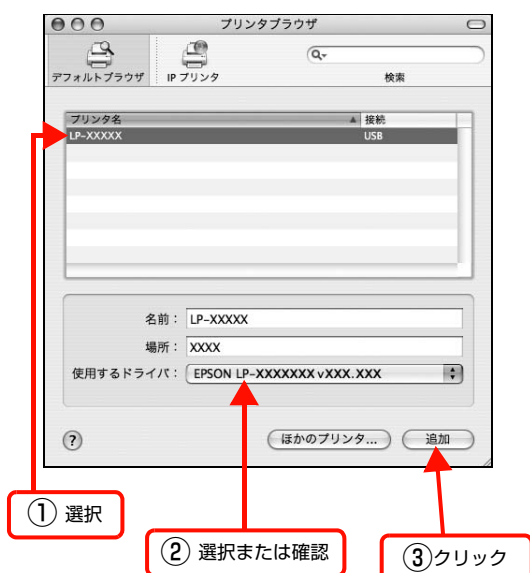 プリンタブラウザ
デフォルトブラウザ
IP プリンタ
検索
プリンタ名 接続
LP-XXXXX USB
名前： LP-XXXXX
場所： XXXX
使用するドライバ： EPSON LP-XXXXXXX vXXX.XXX
? ほかのプリンタ... 追加
① 選択
② 選択または確認
③クリック